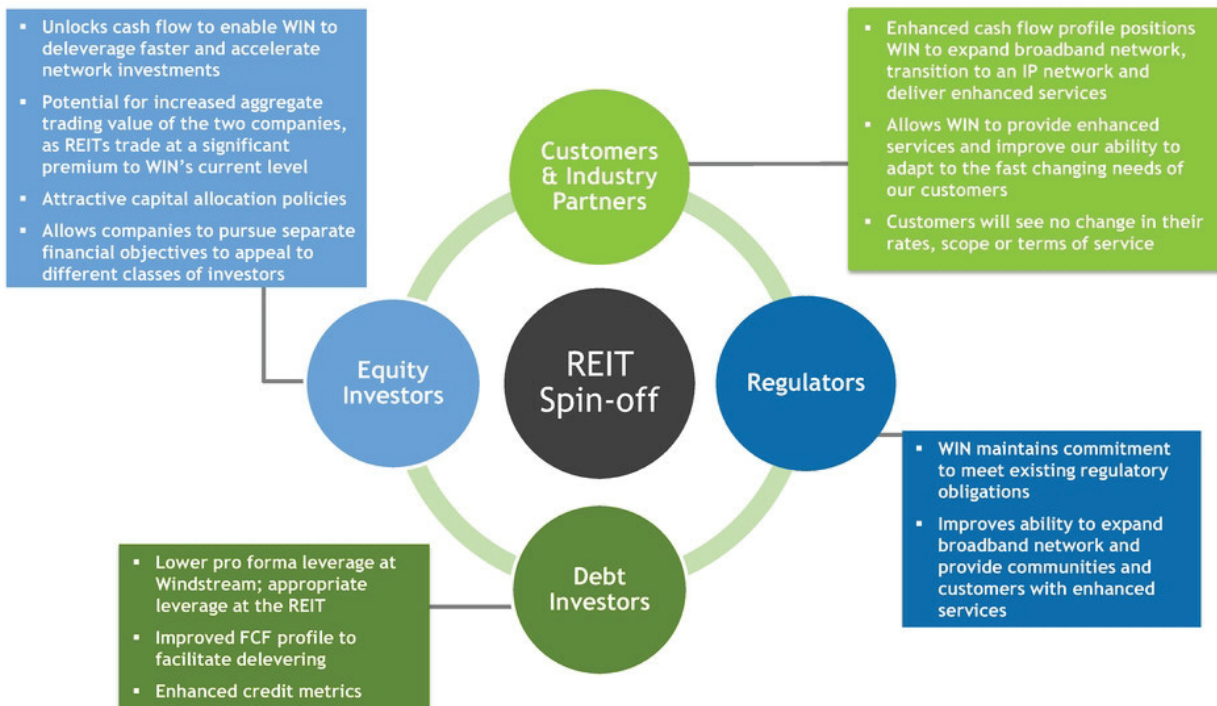 ▪ Unlocks cash flow to enable WIN to
deleverage faster and accelerate
network investments
▪ Potential for increased aggregate
trading value of the two companies,
as REITs trade at a significant
premium to WIN’s current level
▪ Attractive capital allocation policies
▪ Allows companies to pursue separate
financial objectives to appeal to
different classes of investors
Customers
& Industry
Partners
▪ Enhanced cash flow profile positions
WIN to expand broadband network,
transition to an IP network and
deliver enhanced services
▪ Allows WIN to provide enhanced
services and improve our ability to
adapt to the fast changing needs of
our customers
▪ Customers will see no change in their
rates, scope or terms of service
Equity
Investors
REIT
Spin-off
Regulators
▪ WIN maintains commitment
to meet existing regulatory
obligations
▪ Improves ability to expand
broadband network and
provide communities and
customers with enhanced
services
▪ Lower pro forma leverage at
Windstream; appropriate
leverage at the REIT
▪ Improved FCF profile to
facilitate delevering
▪ Enhanced credit metrics
Debt
Investors